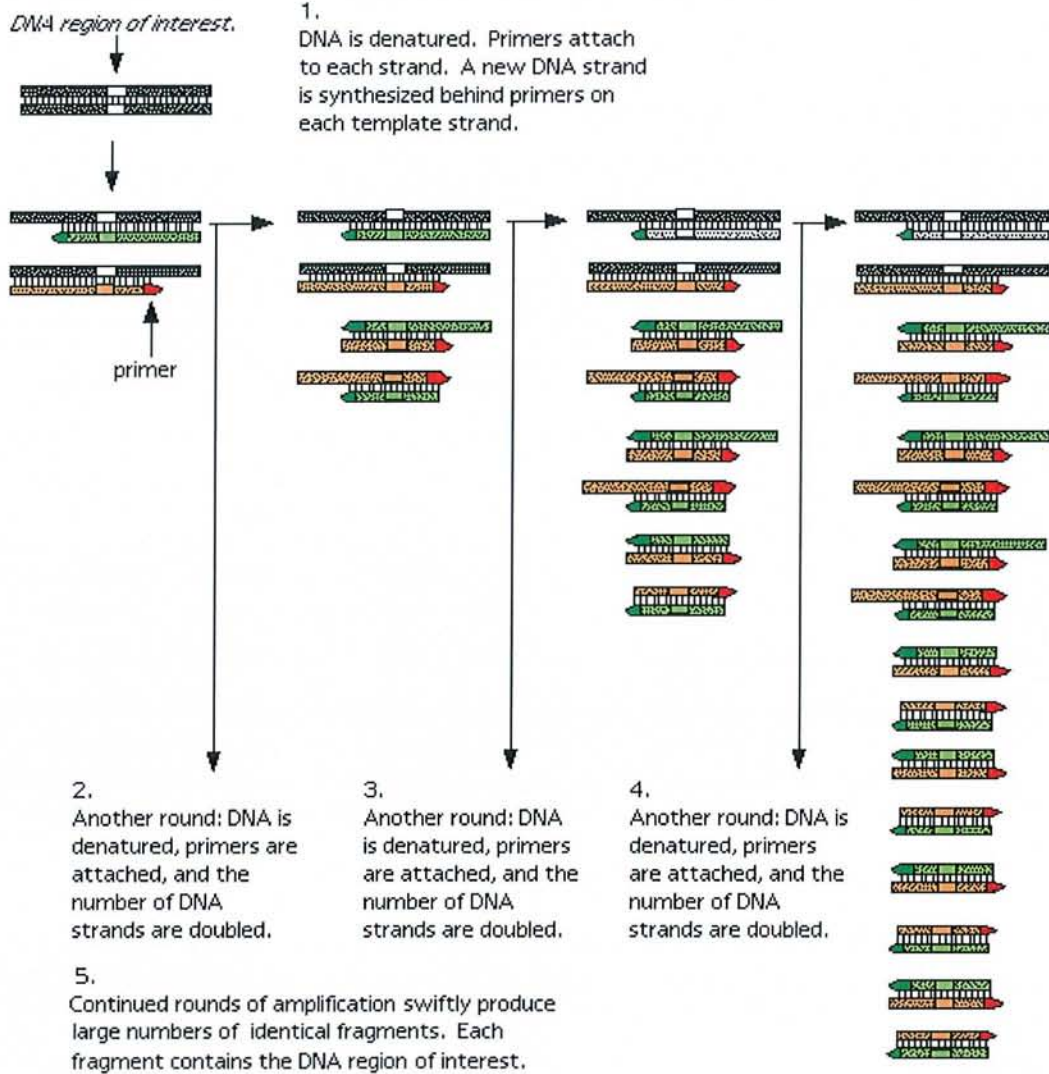 DNA region of interest.
1.
DNA is denatured. Primers attach
to each strand. A new DNA strand
is synthesized behind primers on
each template strand.
primer
2.
Another round: DNA is
denatured, primers are
attached, and the
number of DNA
strands are doubled.
3.
Another round: DNA
is denatured, primers
are attached, and the
number of DNA
strands are doubled.
4.
Another round: DNA is
denatured, primers
are attached, and the
number of DNA
strands are doubled.
5.
Continued rounds of amplification swiftly produce
large numbers of identical fragments. Each
fragment contains the DNA region of interest.